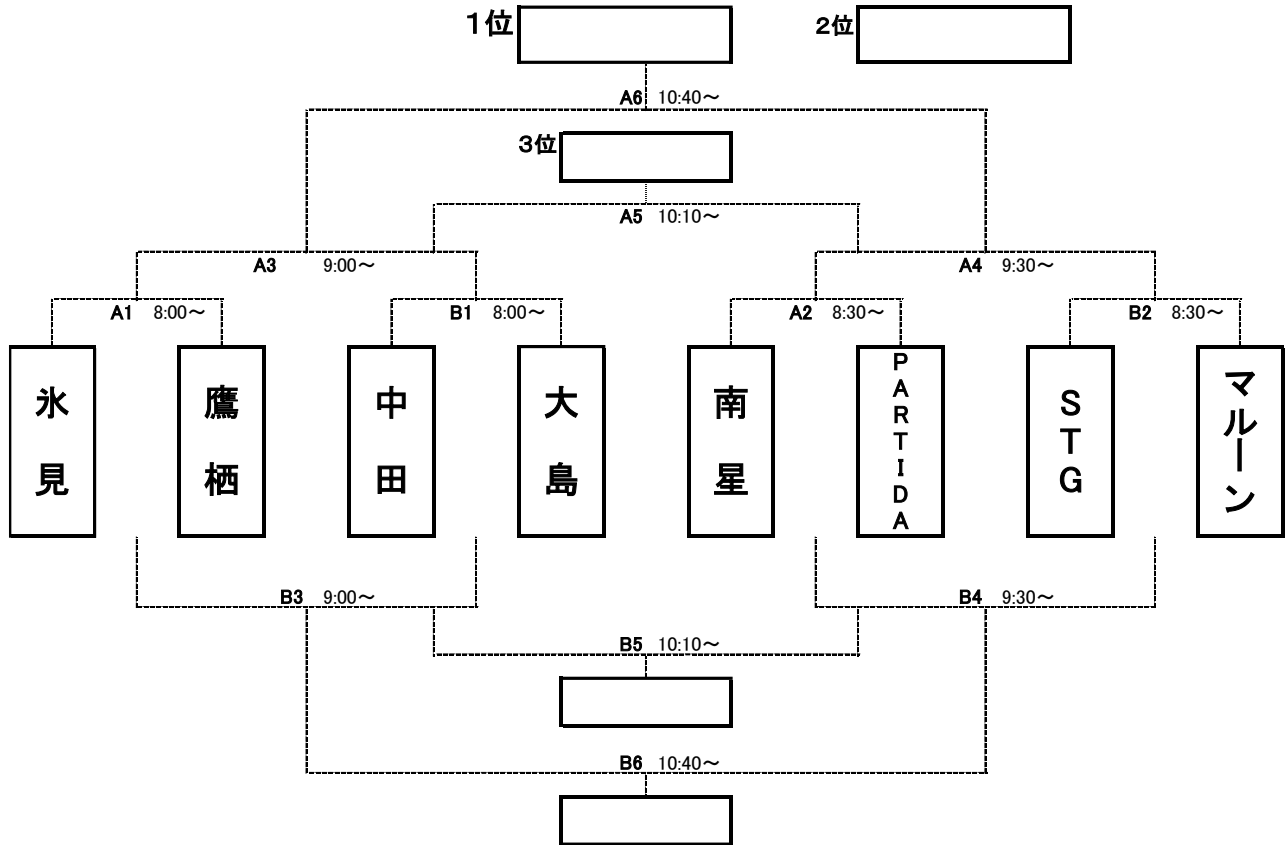 1位
2位
A6 10:40～
3位
A5 10:10～
A3 9:00～
A4 9:30～
A1 8:00～
B1 8:00～
A2 8:30～
B2 8:30～
氷見
鷹栖
中田
大島
南星
PARTIDA
STG
マルーン
B3 9:00～
B4 9:30～
B5 10:10～
B6 10:40～